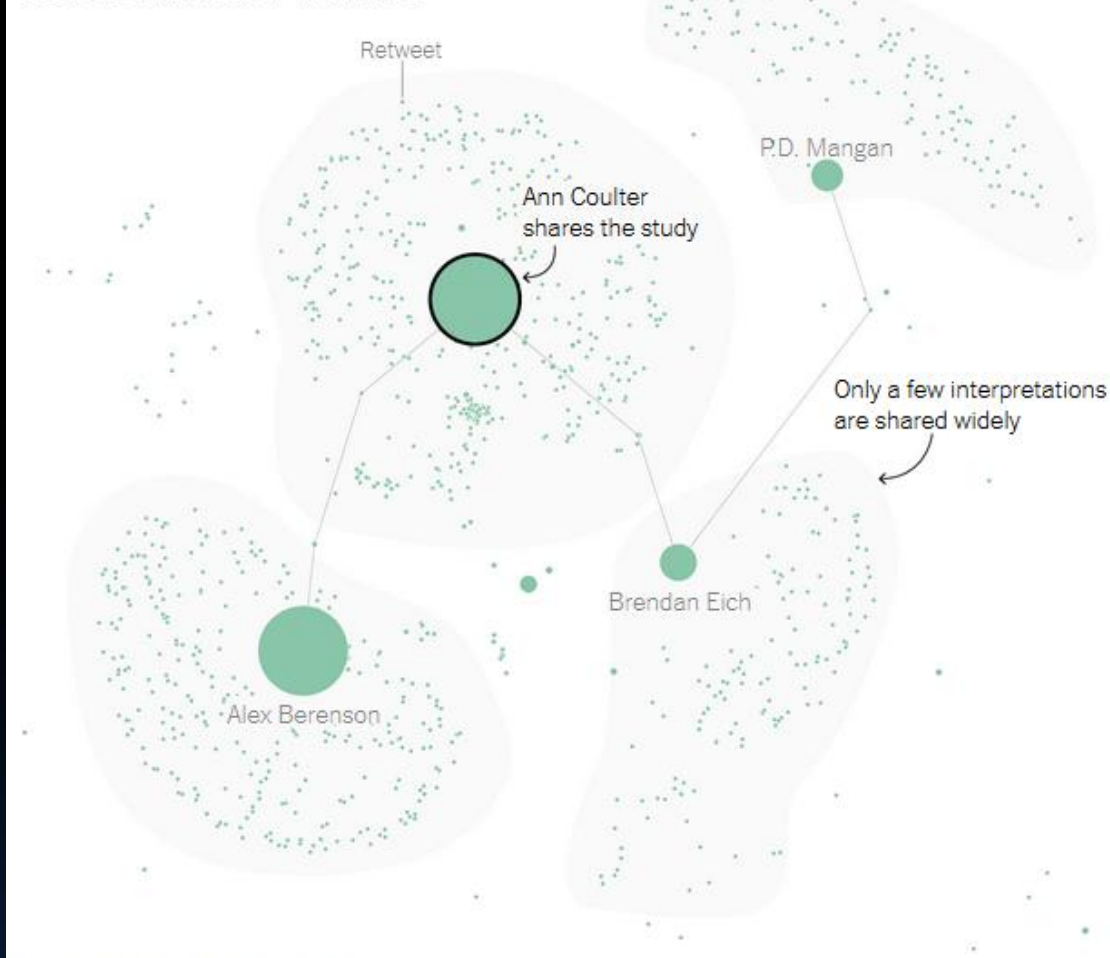 Retweet
P.D. Mangan
Ann Coulter
shares the study
Only a few interpretations
are shared widely
Brendan Eich
Alex Berenson